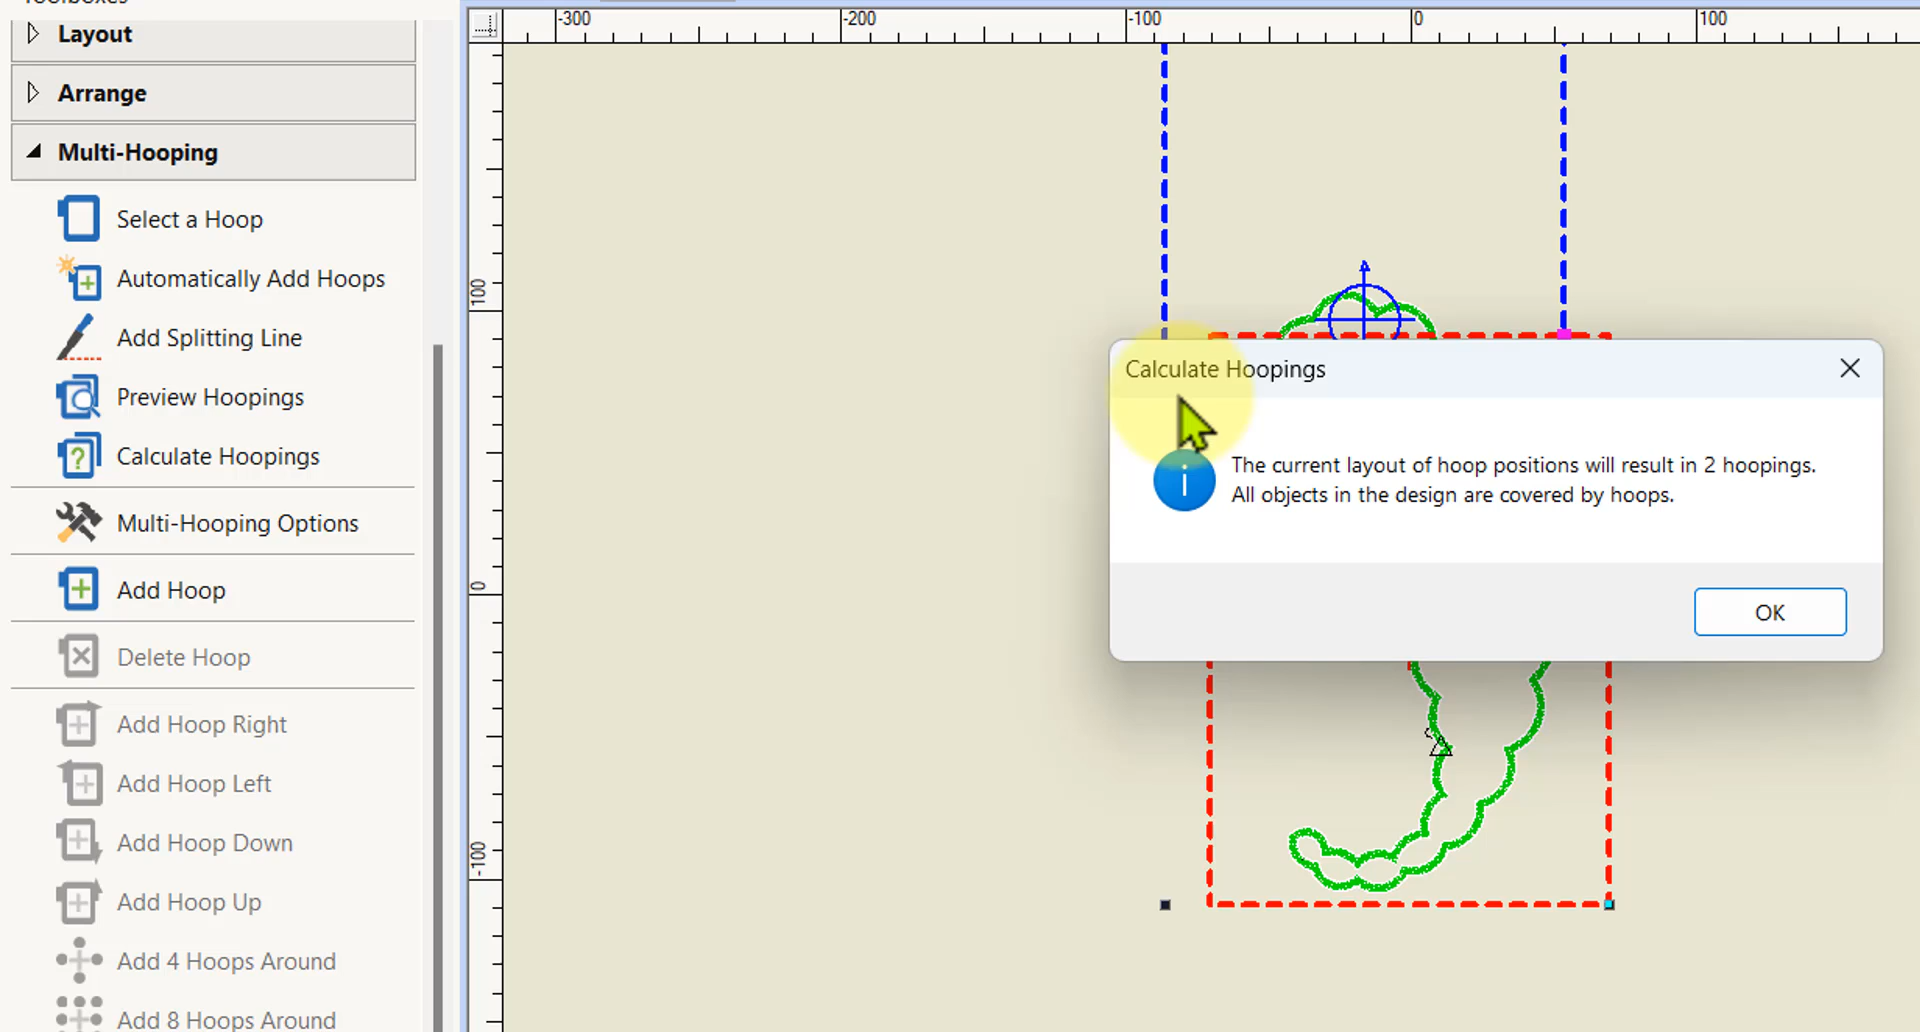 Layout
Arrange
Multi-Hooping
Select a Hoop
Automatically Add Hoops
Add Splitting Line
Preview Hoopings
Calculate Hoopings
Multi-Hooping Options
Add Hoop
Delete Hoop
Add Hoop Right
Add Hoop Left
Add Hoop Down
Add Hoop Up
Add 4 Hoops Around
Add 8 Hoops Around
-300
-200
-100
0
100
100
0
-100
Calculate Hoopings
The current layout of hoop positions will result in 2 hoopings.
All objects in the design are covered by hoops.
OK